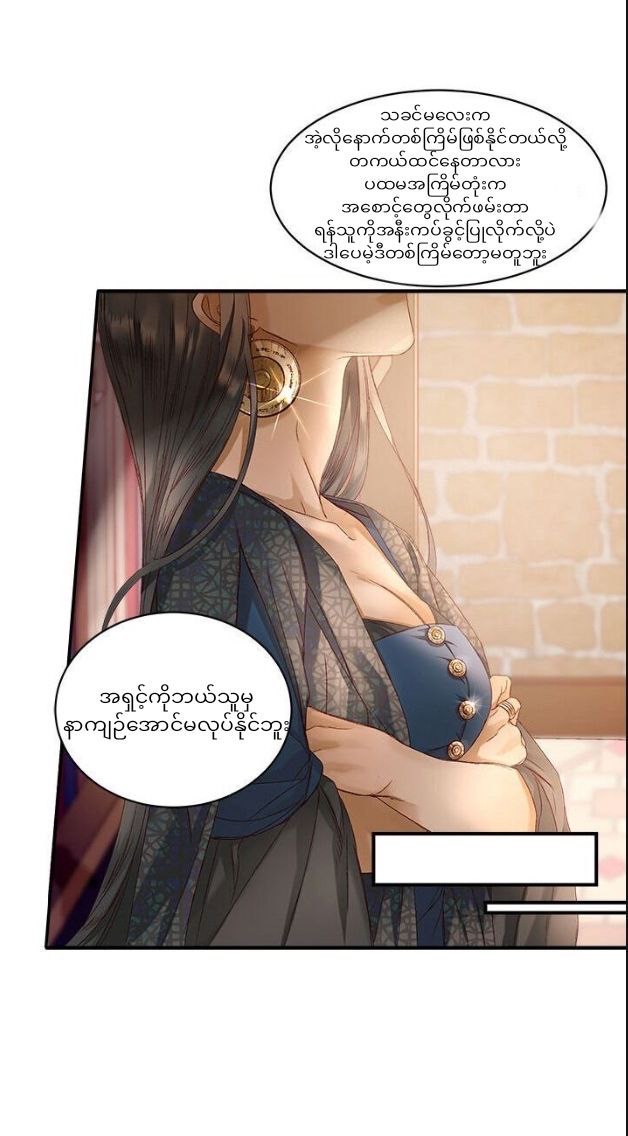 သခင်မလေးက
အဲ့လိုနောက်တစ်ကြိမ်ဖြစ်နိုင်တယ်လို့
တကယ်ထင်နေတာလား
ပထမအကြိမ်တုံးက
အစောင့်တွေလိုက်ဖမ်းတာ
ရန်သူကိုအနီးကပ်ခွင့်ပြုလိုက်လို့ပဲ
ဒါပေမဲ့ဒီတစ်ကြိမ်တော့မတူဘူး
အရှင့်ကိုဘယ်သူမှ
နာကျဉ်အောင်မလုပ်နိုင်ဘူး